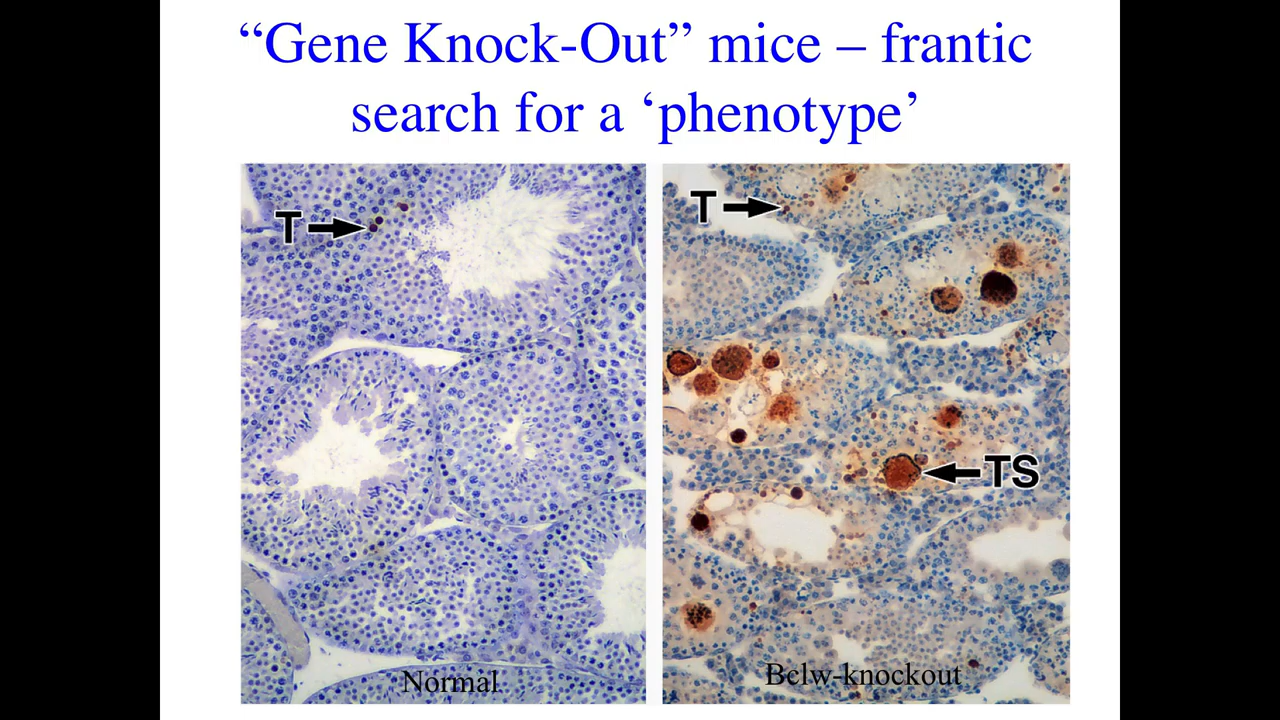 “Gene Knock-Out” mice – frantic
search for a ‘phenotype’
T
T
TS
Normal
Bclw-knockout